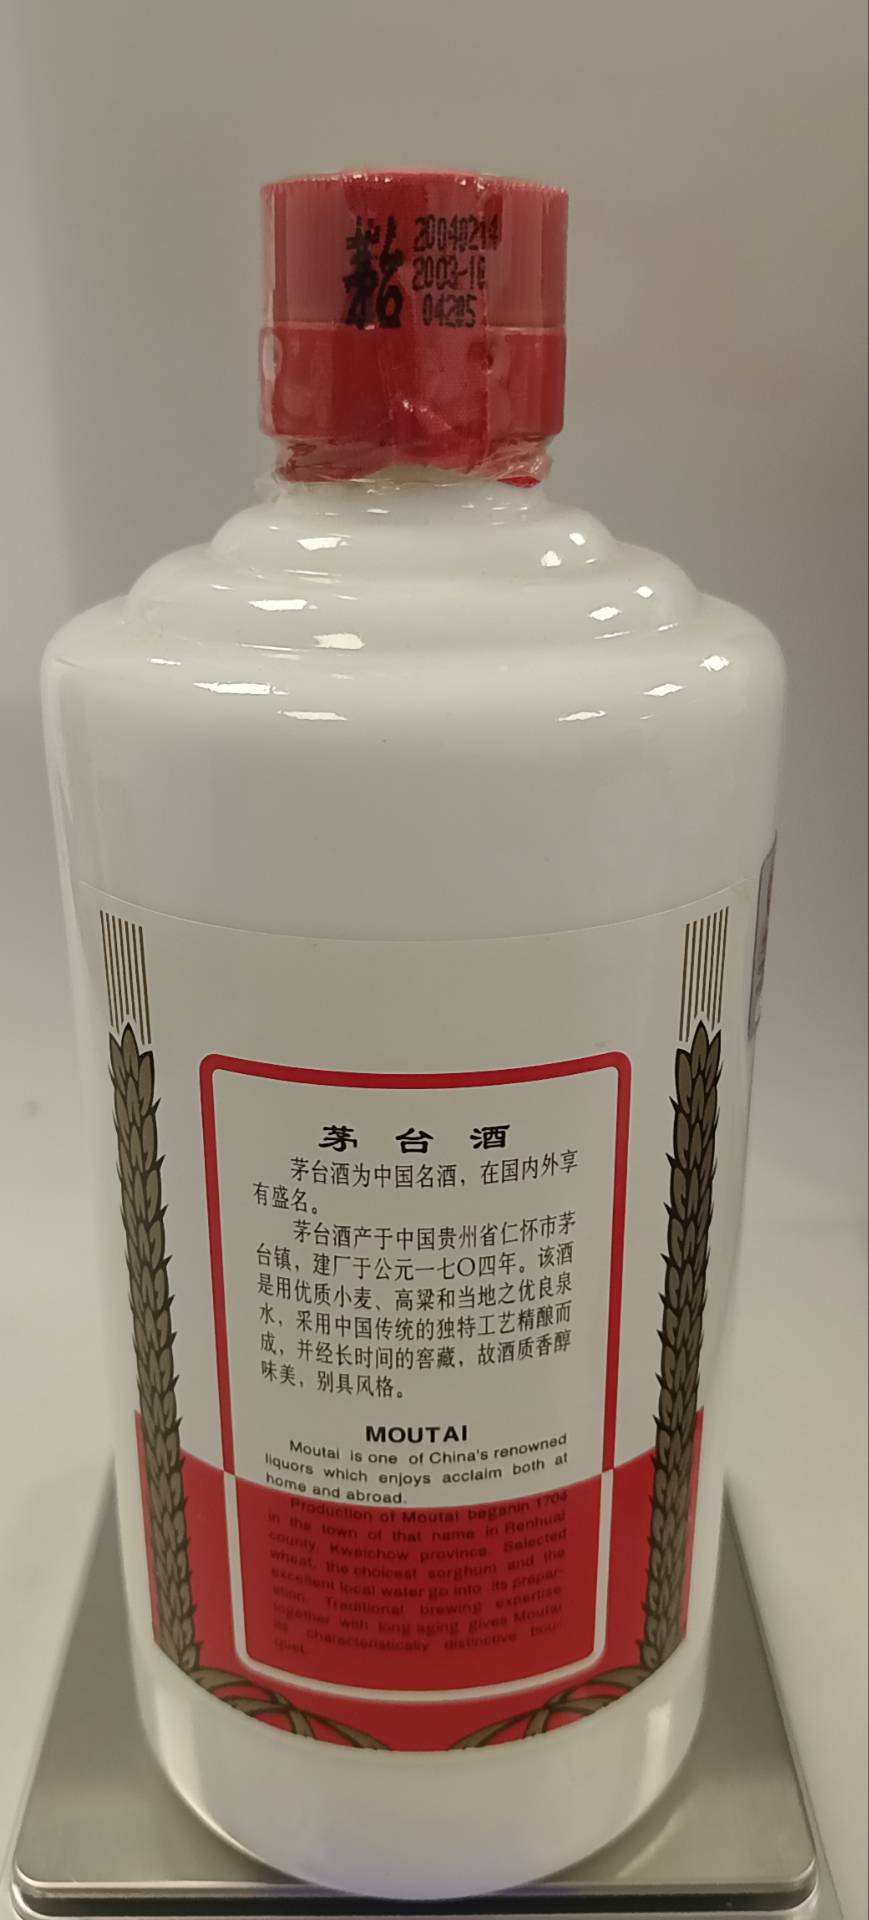 茅台
20040214
2003-16
04205
茅台酒
茅台酒为中国名酒，在国内外享
有盛名。
茅台酒产于中国贵州省仁怀市茅
台镇，建厂于公元一七〇四年。该酒
是用优质小麦、高粱和当地之优良泉
水，采用中国传统的独特工艺精酿而
成，并经长时间的窖藏，故酒质香醇
味美，别具风格。
MOUTAI
Moutai is one of China's renowned
liquors which enjoys acclaim both at
home and abroad.
Production of Moutai beganin 1704
in the town of that name in Renhuai
county, Kweichow province. Selected
wheat, the choicest sorghum and the
excellent local water go into its prepar-
ation. Traditional brewing expertise
together with long aging gives Moutai
its characteristically distinctive bou-
quet.